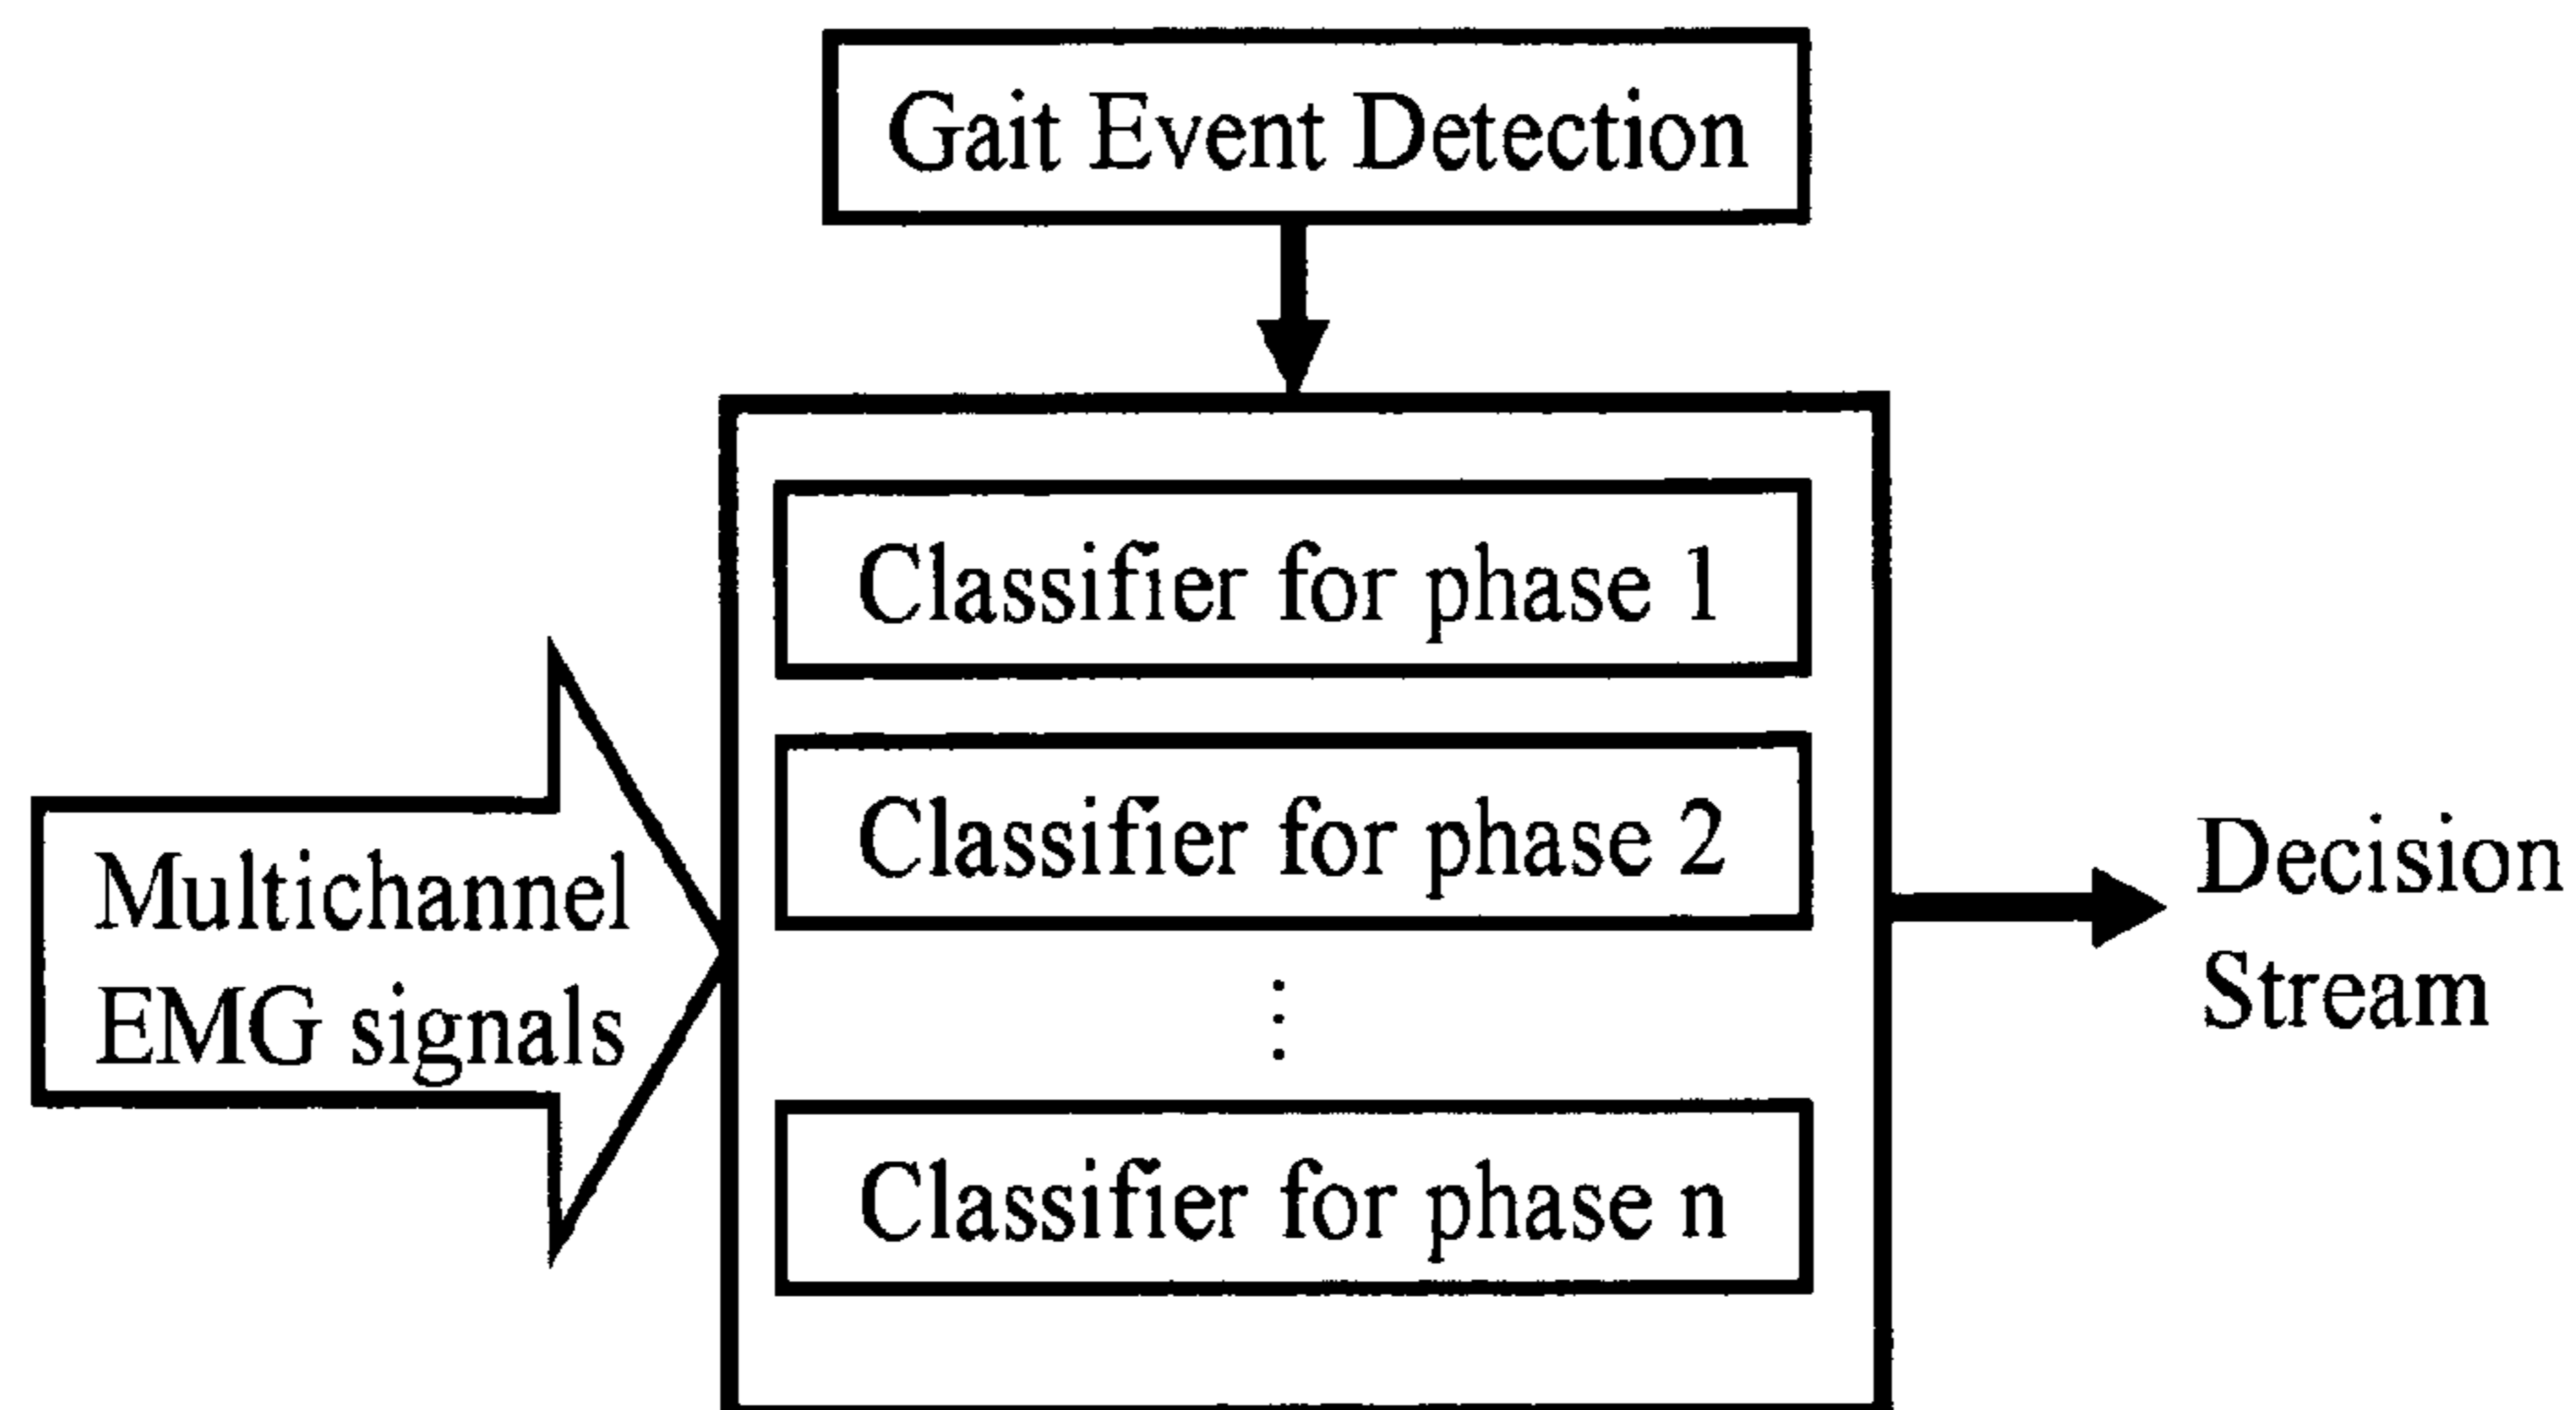 Gait Event Detection
Classifier for phase 1
Classifier for phase 2
⋮
Classifier for phase n
Multichannel
EMG signals
Decision
Stream